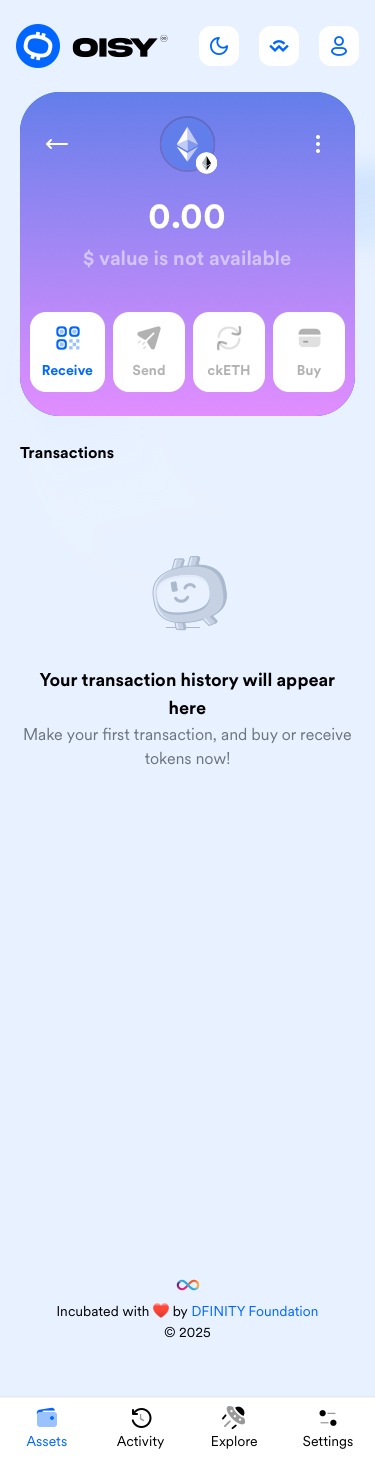 OISY
0.00
$ value is not available
Receive
Send
ckETH
Buy
Transactions
Your transaction history will appear
here
Make your first transaction, and buy or receive
tokens now!
Incubated with ❤️ by DFINITY Foundation
© 2025
Assets
Activity
Explore
Settings